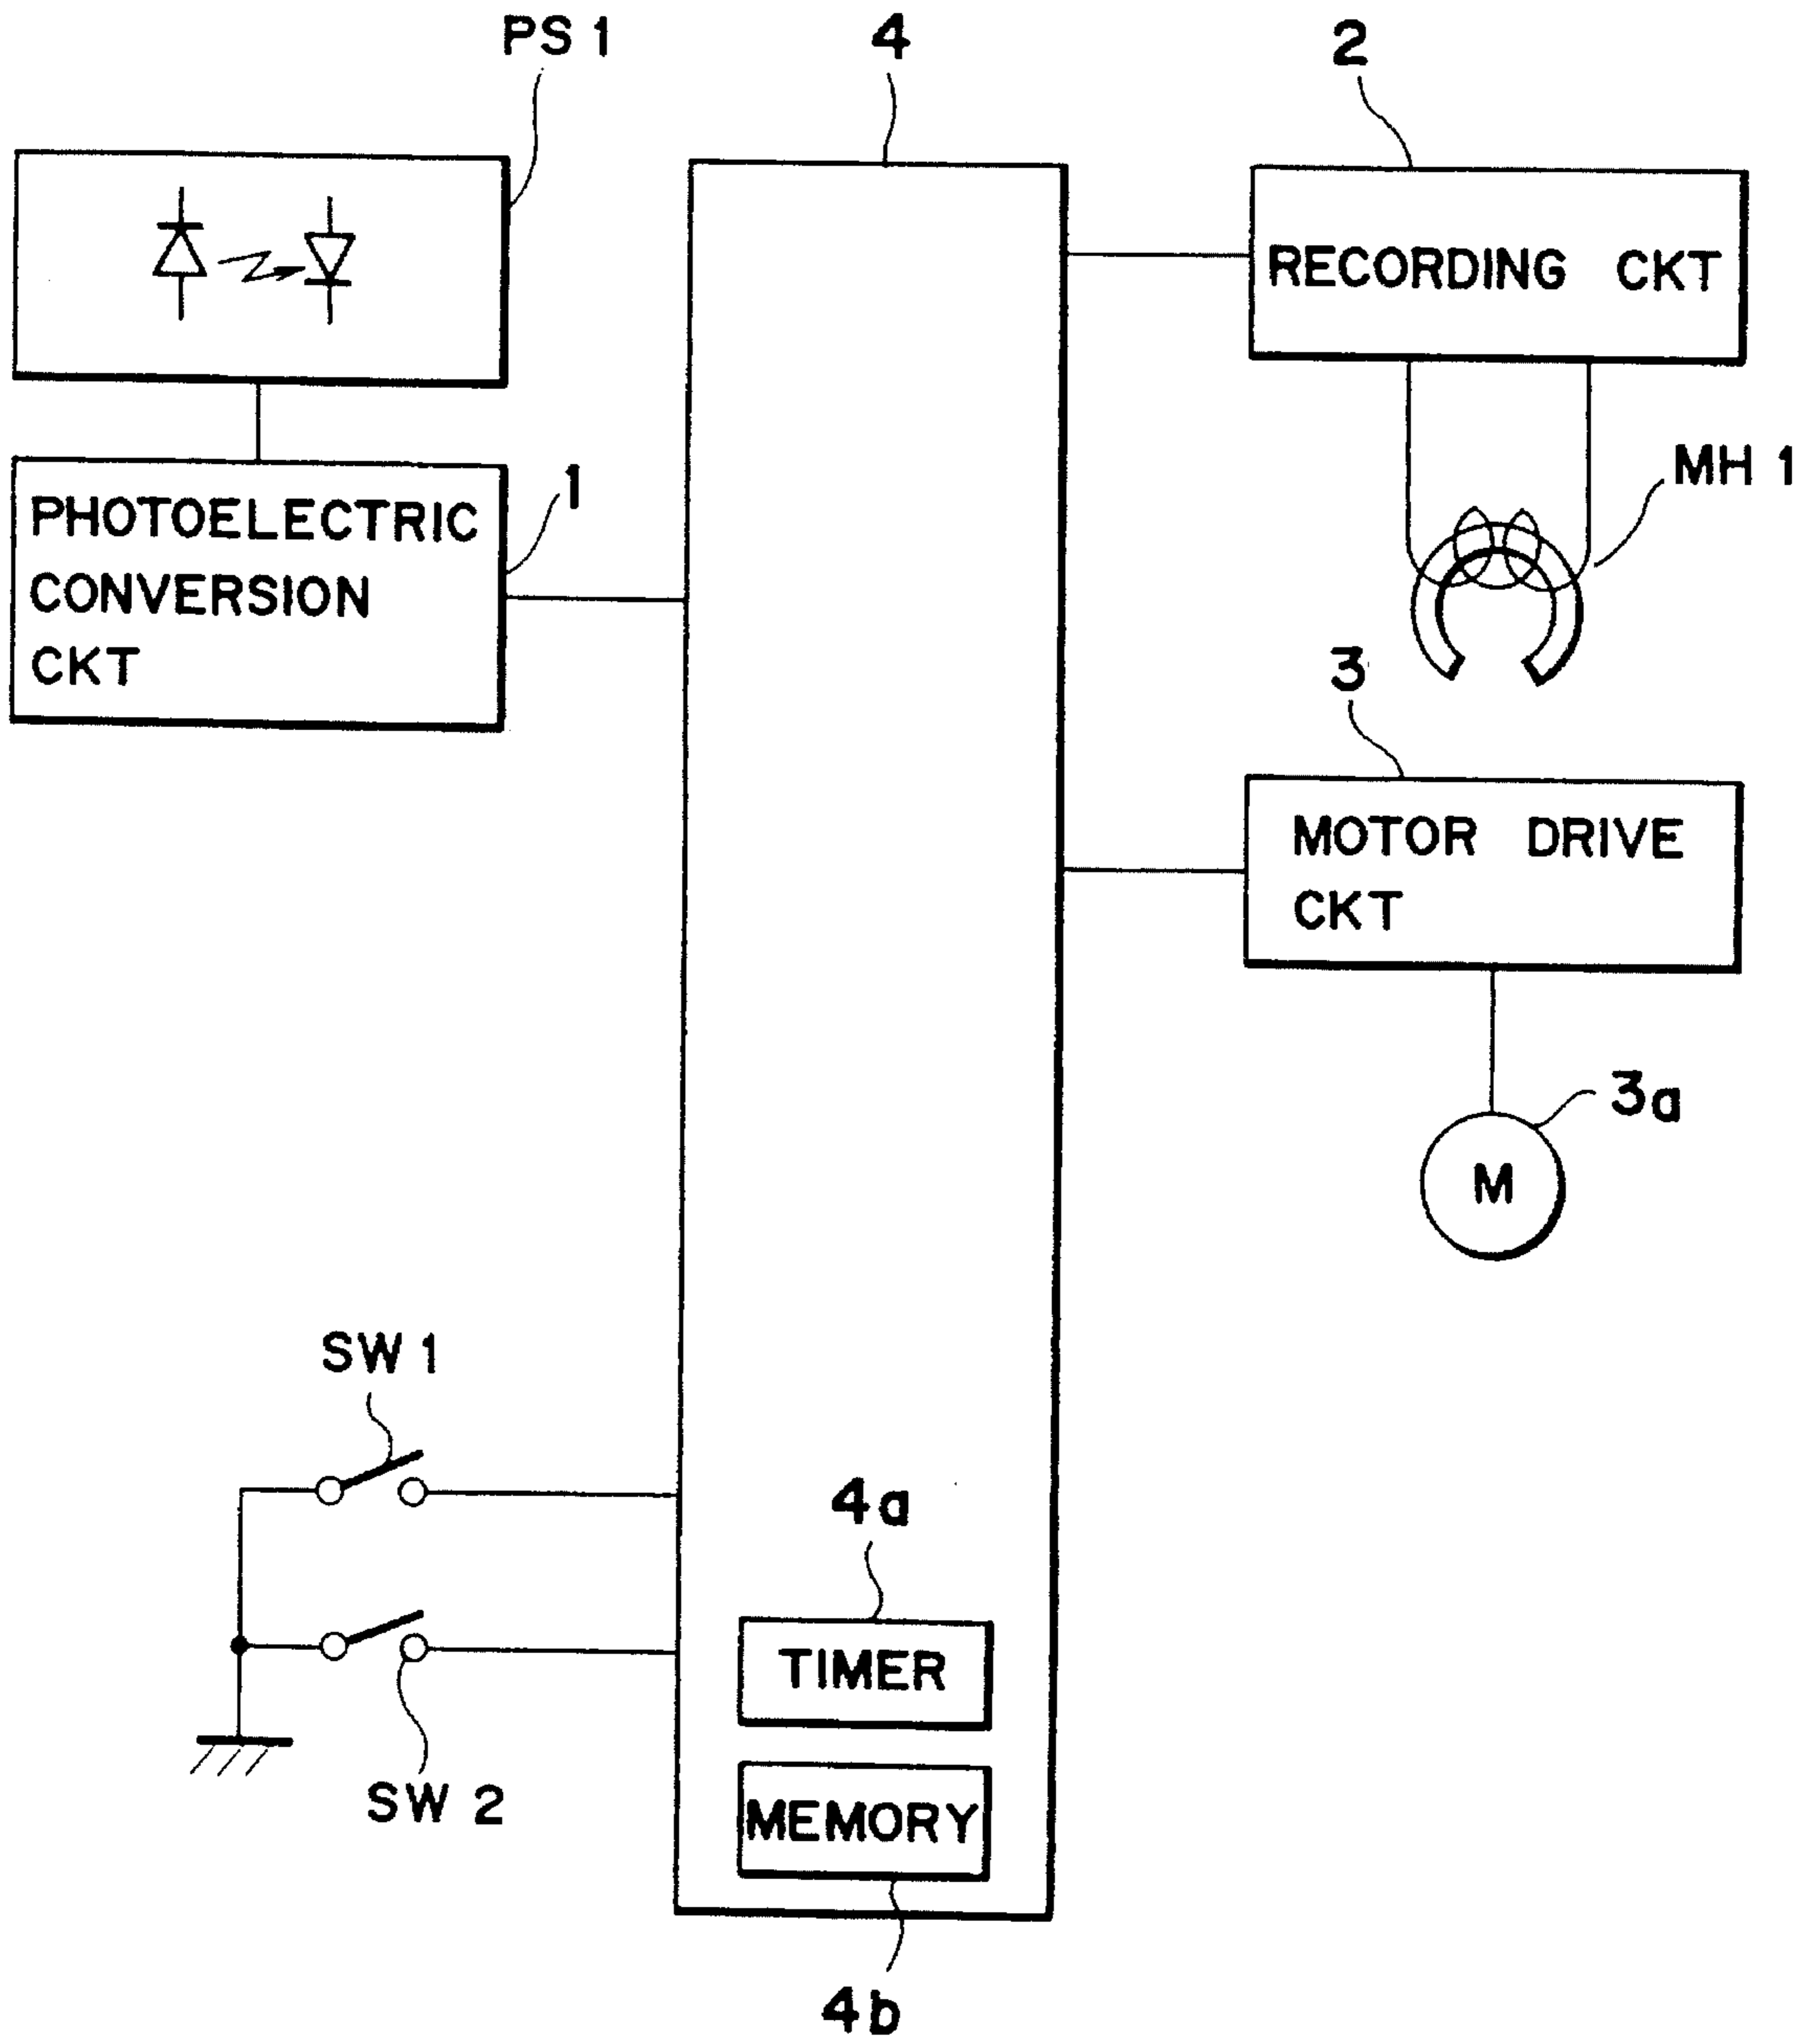 PS 1
4
2
RECORDING CKT
MH 1
PHOTOELECTRIC
CONVERSION
CKT
1
3
MOTOR DRIVE
CKT
3a
M
SW 1
4a
TIMER
MEMORY
SW 2
4b